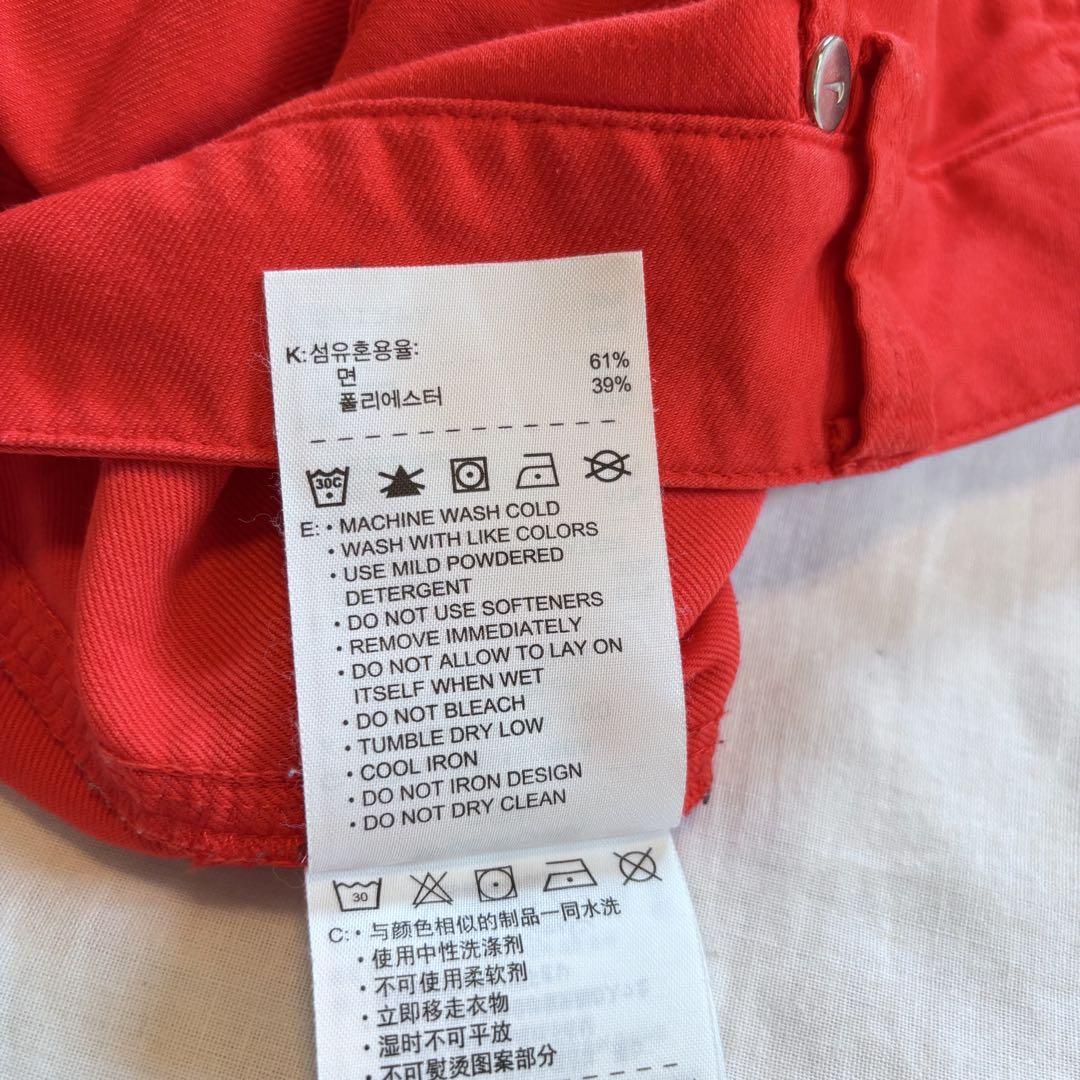 K: 섬유혼용율:
면 61%
폴리에스터 39%
30C
E: • MACHINE WASH COLD
• WASH WITH LIKE COLORS
• USE MILD POWDERED
DETERGENT
• DO NOT USE SOFTENERS
• REMOVE IMMEDIATELY
• DO NOT ALLOW TO LAY ON
ITSELF WHEN WET
• DO NOT BLEACH
• TUMBLE DRY LOW
• COOL IRON
• DO NOT IRON DESIGN
• DO NOT DRY CLEAN
30
C: • 与颜色相似的制品一同水洗
• 使用中性洗涤剂
• 不可使用柔软剂
• 立即移走衣物
• 湿时不可平放
• 不可熨烫图案部分